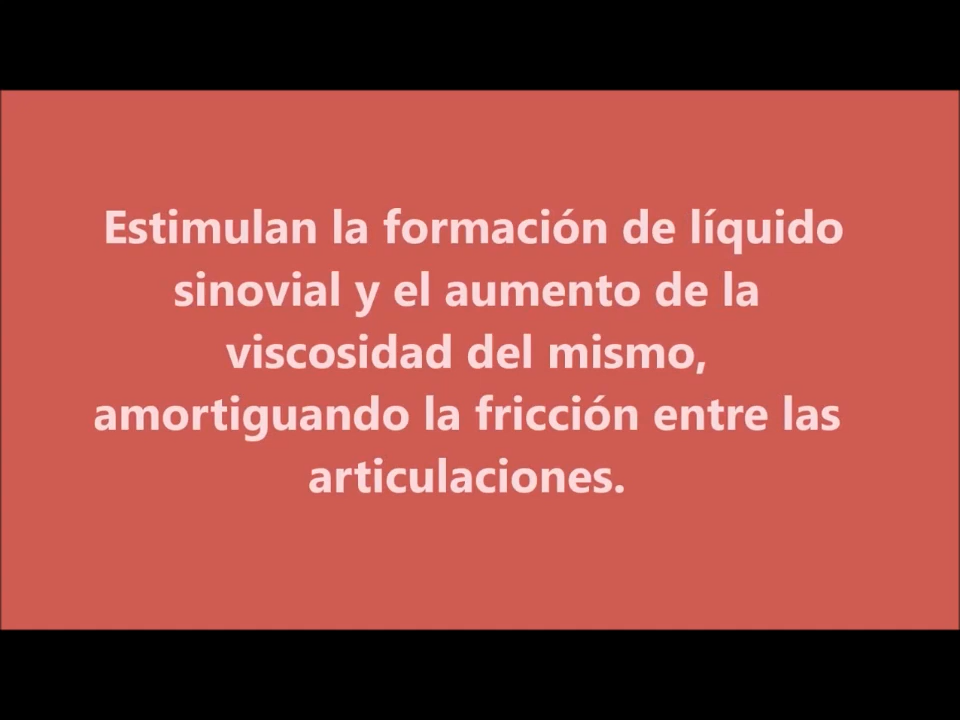 Estimulan la formación de líquido
sinovial y el aumento de la
viscosidad del mismo,
amortiguando la fricción entre las
articulaciones.